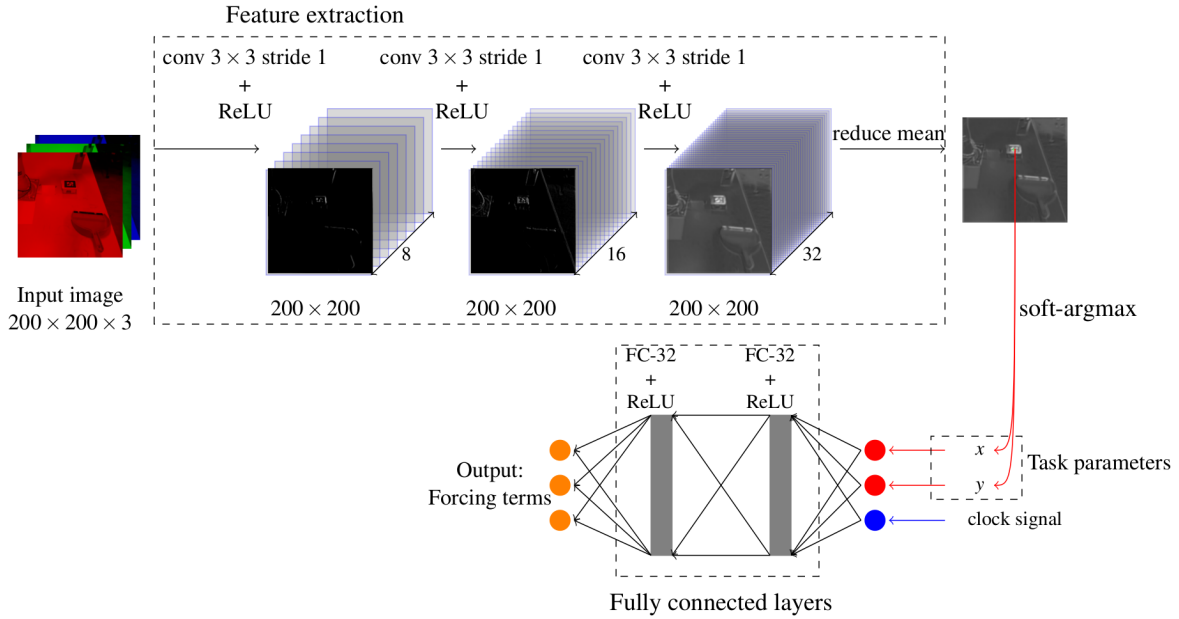 Feature extraction
conv 3 × 3 stride 1
+
ReLU
conv 3 × 3 stride 1
+
ReLU
conv 3 × 3 stride 1
+
ReLU
reduce mean
8
16
32
Input image
200 × 200 × 3
200 × 200
200 × 200
200 × 200
soft-argmax
FC-32
+
ReLU
FC-32
+
ReLU
Output:
Forcing terms
x
y
Task parameters
clock signal
Fully connected layers